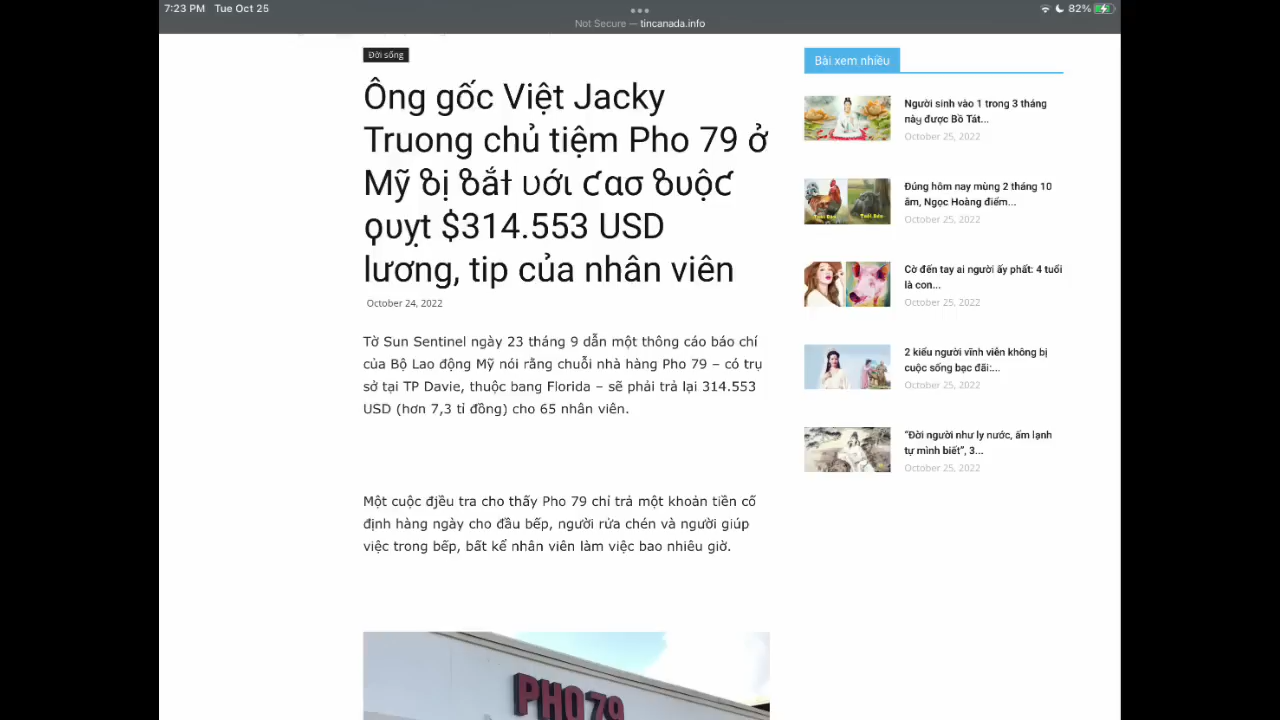 7:23 PM Tue Oct 25
82%
Not Secure — tincanada.info
Đời sống
Ông gốc Việt Jacky
Truong chủ tiệm Pho 79 ở
Mỹ ɓị ɓắƚ ʋớι ƈασ ɓυộƈ
ƍυỵt $314.553 USD
lương, tip của nhân viên
October 24, 2022
Tờ Sun Sentinel ngày 23 tháng 9 dẫn một thông cáo báo chí
của Bộ Lao động Mỹ nói rằng chuỗi nhà hàng Pho 79 – có trụ
sở tại TP Davie, thuộc bang Florida – sẽ phải trả lại 314.553
USD (hơn 7,3 tỉ đồng) cho 65 nhân viên.
Một cuộc đįều tra cho thấy Pho 79 chỉ trả một khoản tiền cố
định hàng ngày cho đầu bếp, người rửa chén và người giúp
việc trong bếp, bất kể nhân viên làm việc bao nhiêu giờ.
PHO 79
Bài xem nhiều
Người sinh vào 1 trong 3 tháng
này được Bồ Tát...
October 25, 2022
Đúng hôm nay mùng 2 tháng 10
âm, Ngọc Hoàng điểm...
October 25, 2022
Cờ đến tay ai người ấy phất: 4 tuổi
là con...
October 25, 2022
2 kiểu người vĩnh viễn không bị
cuộc sống bạc đãi:...
October 25, 2022
“Đời người như ly nước, ấm lạnh
tự mình biết”, 3...
October 25, 2022